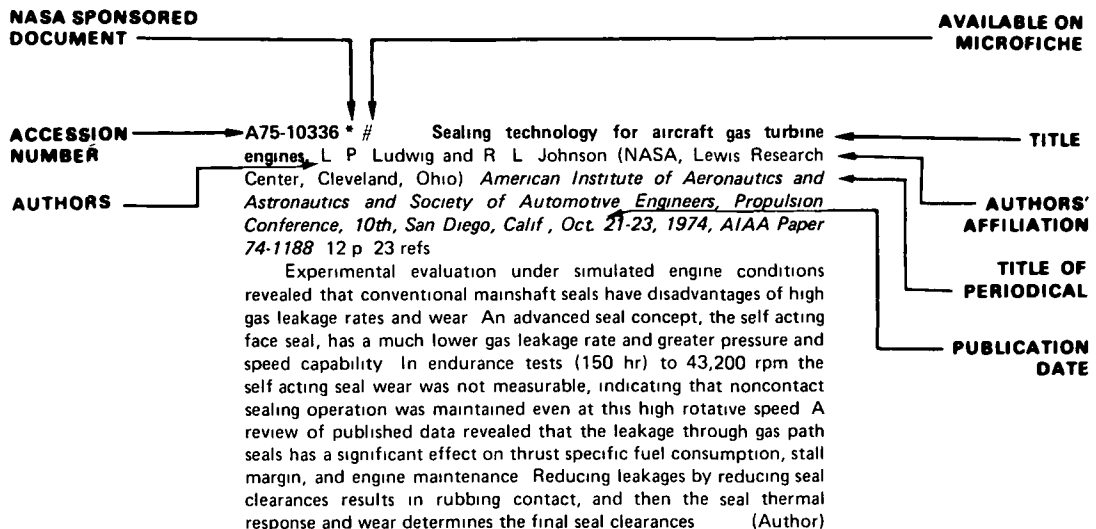 NASA SPONSORED
DOCUMENT
AVAILABLE ON
MICROFICHE
ACCESSION
NUMBER
AUTHORS
A75-10336 * # Sealing technology for aircraft gas turbine
engines. L P Ludwig and R L Johnson (NASA, Lewis Research
Center, Cleveland, Ohio) American Institute of Aeronautics and
Astronautics and Society of Automotive Engineers, Propulsion
Conference, 10th, San Diego, Calif, Oct. 21-23, 1974, AIAA Paper
74-1188 12 p 23 refs
Experimental evaluation under simulated engine conditions
revealed that conventional mainshaft seals have disadvantages of high
gas leakage rates and wear An advanced seal concept, the self acting
face seal, has a much lower gas leakage rate and greater pressure and
speed capability In endurance tests (150 hr) to 43,200 rpm the
self acting seal wear was not measurable, indicating that noncontact
sealing operation was maintained even at this high rotative speed A
review of published data revealed that the leakage through gas path
seals has a significant effect on thrust specific fuel consumption, stall
margin, and engine maintenance Reducing leakages by reducing seal
clearances results in rubbing contact, and then the seal thermal
response and wear determines the final seal clearances (Author)
TITLE
AUTHORS'
AFFILIATION
TITLE OF
PERIODICAL
PUBLICATION
DATE